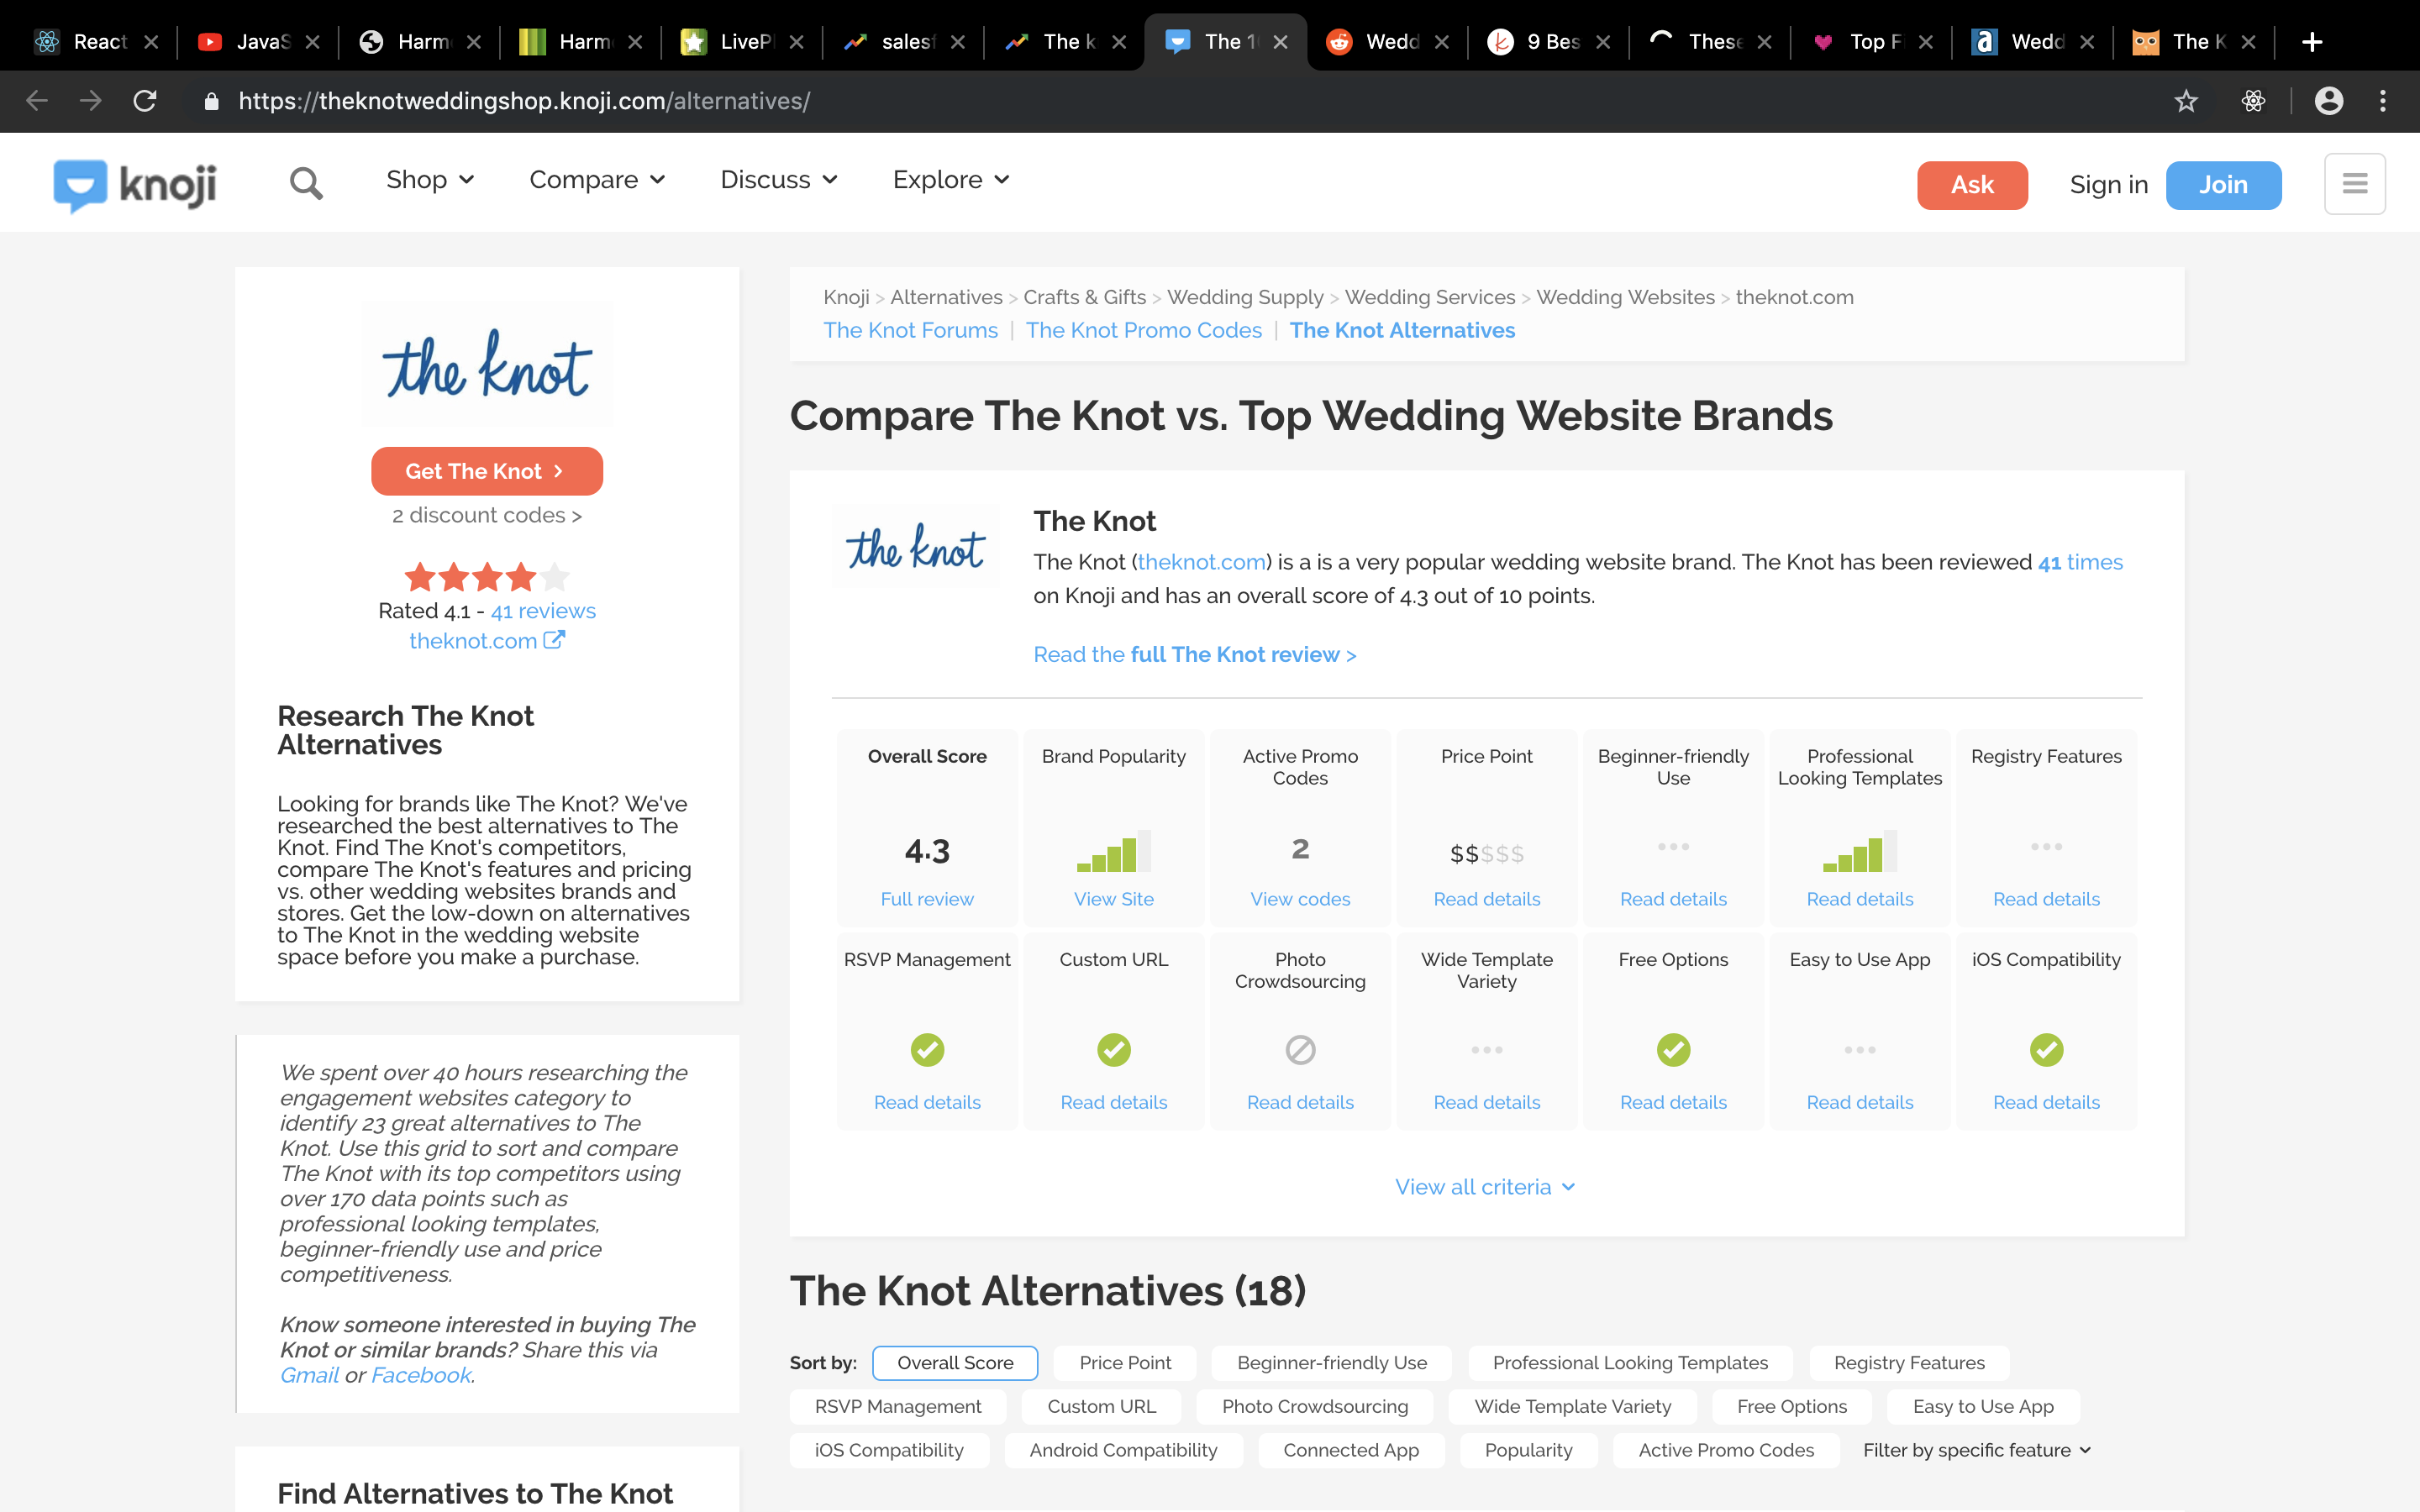 React
JavaS
Harm
Harm
LivePl
salesf
The k
The 1
Wedd
9 Bes
These
Top F
Wedd
The K
https://theknotweddingshop.knoji.com/alternatives/
knoji
Shop
Compare
Discuss
Explore
Ask
Sign in
Join
the knot
Get The Knot >
2 discount codes >
Rated 4.1 - 41 reviews
theknot.com
Research The Knot
Alternatives
Looking for brands like The Knot? We've
researched the best alternatives to The
Knot. Find The Knot's competitors,
compare The Knot's features and pricing
vs. other wedding websites brands and
stores. Get the low-down on alternatives
to The Knot in the wedding website
space before you make a purchase.
We spent over 40 hours researching the
engagement websites category to
identify 23 great alternatives to The
Knot. Use this grid to sort and compare
The Knot with its top competitors using
over 170 data points such as
professional looking templates,
beginner-friendly use and price
competitiveness.
Know someone interested in buying The
Knot or similar brands? Share this via
Gmail or Facebook.
Find Alternatives to The Knot
Knoji > Alternatives > Crafts & Gifts > Wedding Supply > Wedding Services > Wedding Websites > theknot.com
The Knot Forums | The Knot Promo Codes | The Knot Alternatives
Compare The Knot vs. Top Wedding Website Brands
the knot
The Knot
The Knot (theknot.com) is a is a very popular wedding website brand. The Knot has been reviewed 41 times
on Knoji and has an overall score of 4.3 out of 10 points.
Read the full The Knot review >
Overall Score
4.3
Full review
Brand Popularity
View Site
Active Promo
Codes
2
View codes
Price Point
$$$$$
Read details
Beginner-friendly
Use
Read details
Professional
Looking Templates
Read details
Registry Features
Read details
RSVP Management
Read details
Custom URL
Read details
Photo
Crowdsourcing
Read details
Wide Template
Variety
Read details
Free Options
Read details
Easy to Use App
Read details
iOS Compatibility
Read details
View all criteria
The Knot Alternatives (18)
Sort by: Overall Score Price Point Beginner-friendly Use Professional Looking Templates Registry Features
RSVP Management Custom URL Photo Crowdsourcing Wide Template Variety Free Options Easy to Use App
iOS Compatibility Android Compatibility Connected App Popularity Active Promo Codes Filter by specific feature